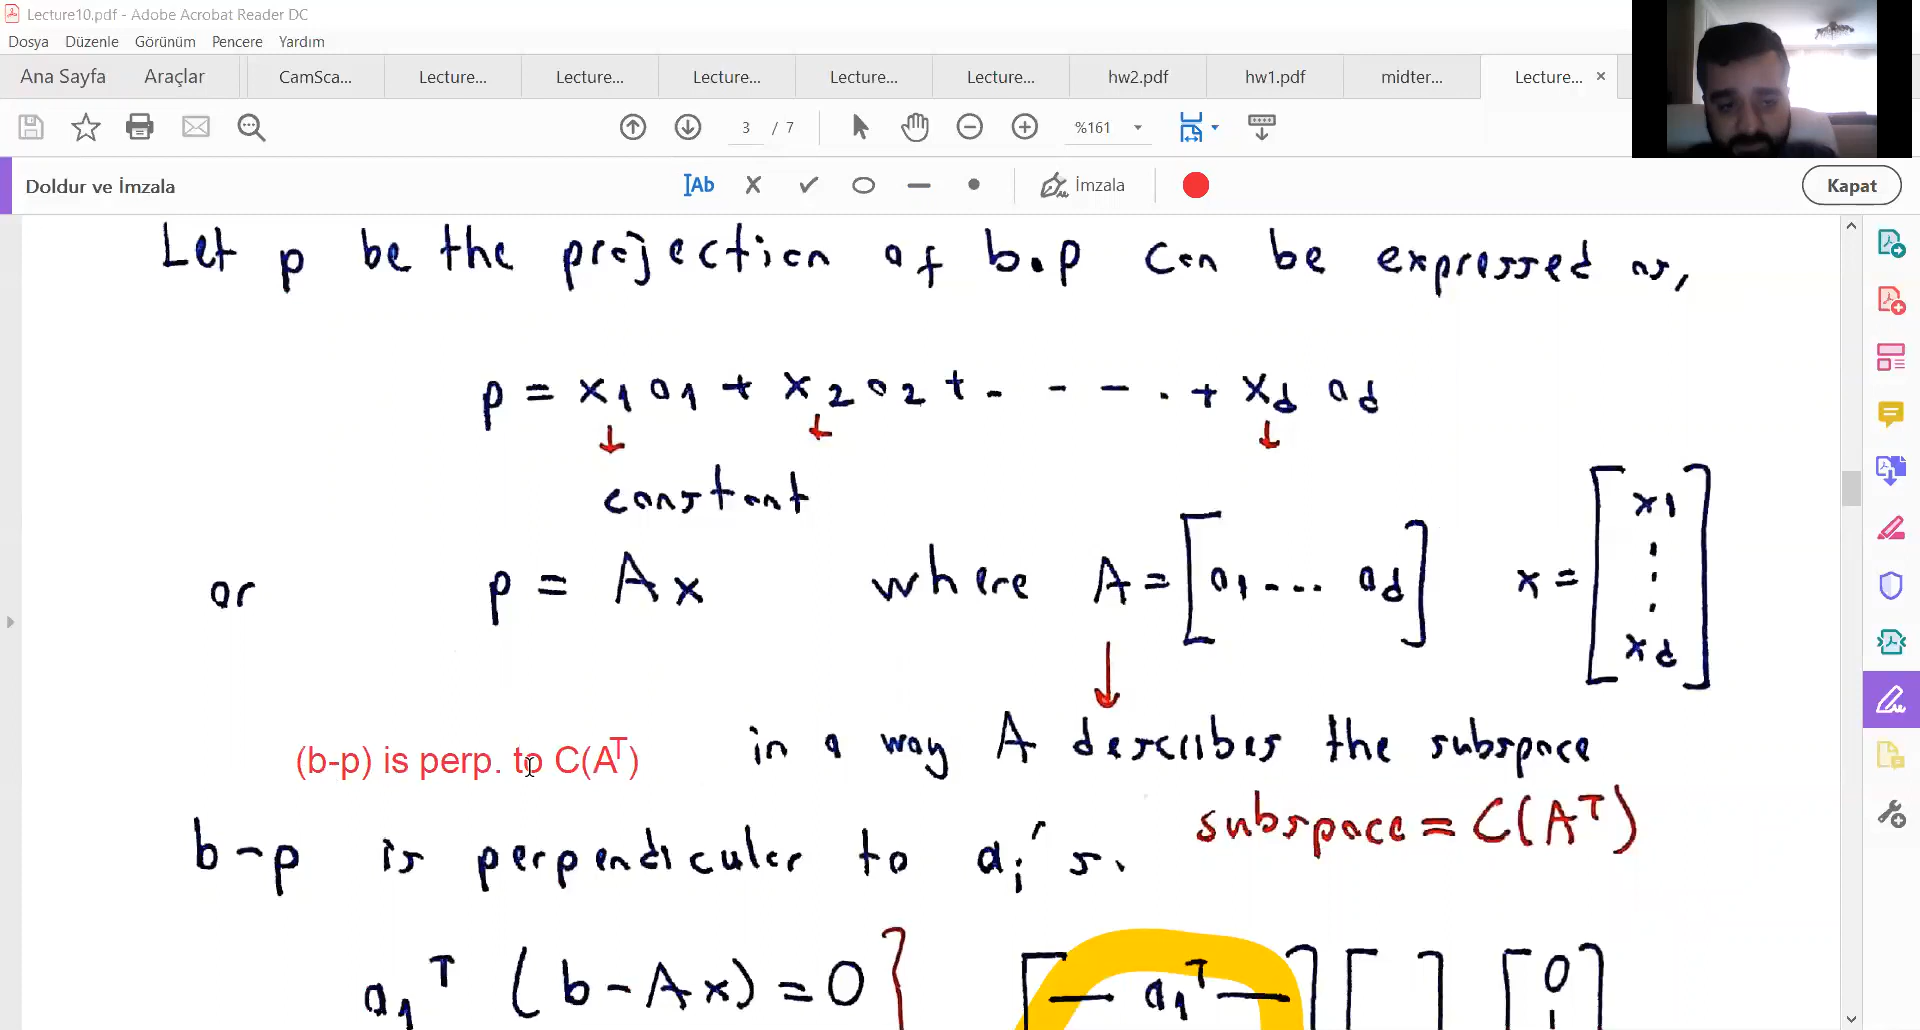 Lecture10.pdf - Adobe Acrobat Reader DC
Dosya Düzenle Görünüm Pencere Yardım
Ana Sayfa Araçlar CamSca... Lecture... Lecture... Lecture... Lecture... Lecture... hw2.pdf hw1.pdf midter... Lecture... ×
3 / 7 %161
Doldur ve İmzala IAb İmzala Kapat
Let p be the projection of b. p can be expressed as,
p = x1 a1 + x2 a2 + - - - . + xd ad
constant
or p = Ax where A = [a1 ... ad] x = [x1 ⋮ xd]
(b-p) is perp. to C(Aᵀ) in a way A describes the subspace
subspace = C(Aᵀ)
b-p is perpendicular to ai's.
a1ᵀ (b - Ax) = 0 } [— a1ᵀ —] [ ] [0